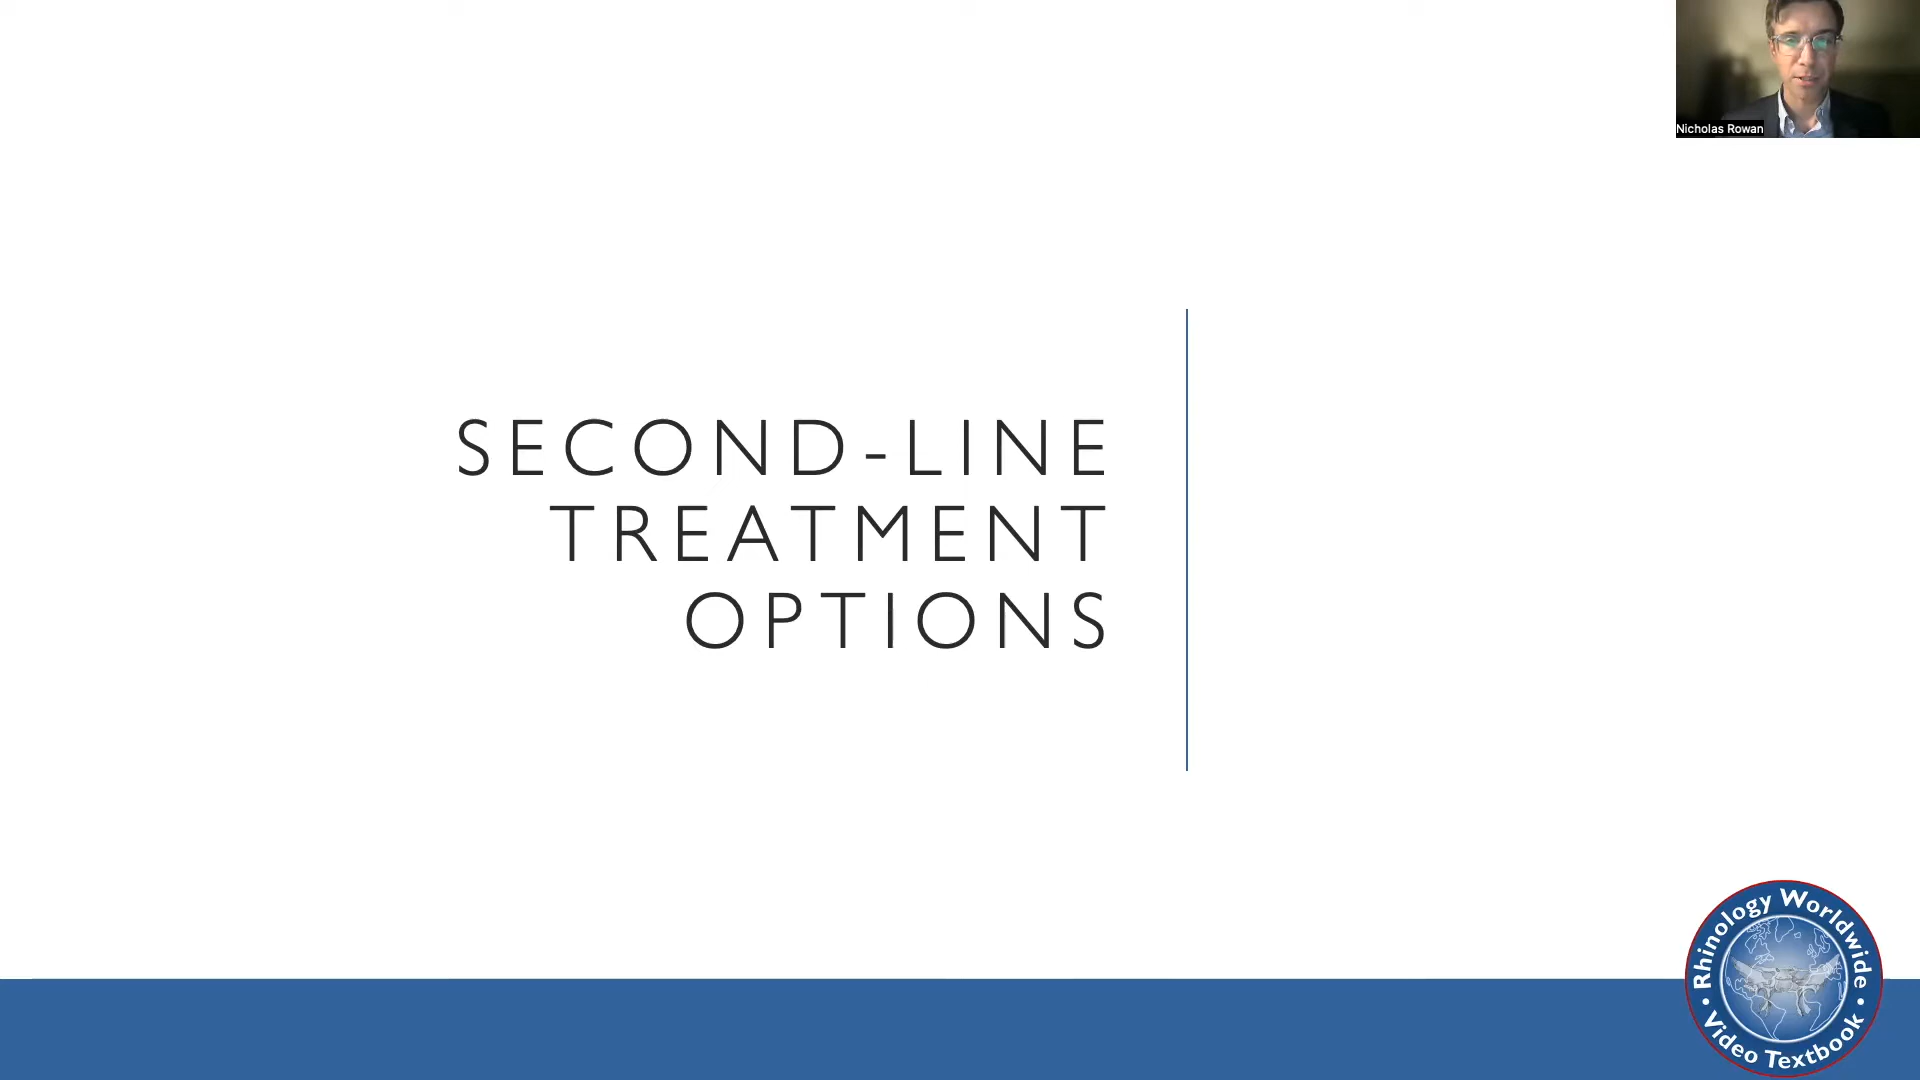 Nicholas Rowan
SECOND-LINE
TREATMENT
OPTIONS
Rhinology Worldwide
Video Textbook